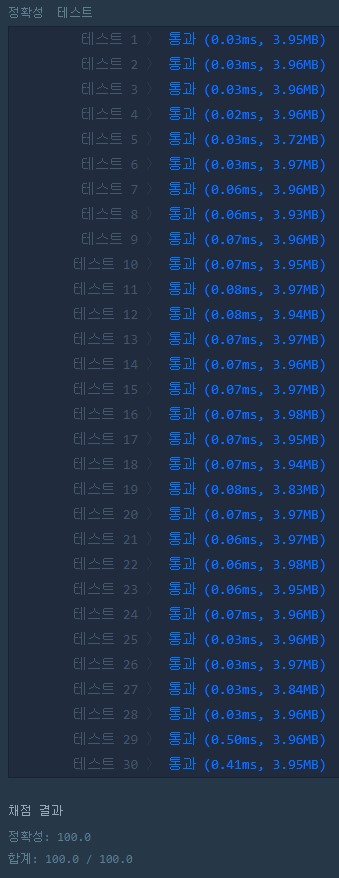 정확성 테스트
테스트 1 〉 통과 (0.03ms, 3.95MB)
테스트 2 〉 통과 (0.03ms, 3.96MB)
테스트 3 〉 통과 (0.03ms, 3.96MB)
테스트 4 〉 통과 (0.02ms, 3.96MB)
테스트 5 〉 통과 (0.03ms, 3.72MB)
테스트 6 〉 통과 (0.03ms, 3.97MB)
테스트 7 〉 통과 (0.06ms, 3.96MB)
테스트 8 〉 통과 (0.06ms, 3.93MB)
테스트 9 〉 통과 (0.07ms, 3.96MB)
테스트 10 〉 통과 (0.07ms, 3.95MB)
테스트 11 〉 통과 (0.08ms, 3.97MB)
테스트 12 〉 통과 (0.08ms, 3.94MB)
테스트 13 〉 통과 (0.07ms, 3.97MB)
테스트 14 〉 통과 (0.07ms, 3.96MB)
테스트 15 〉 통과 (0.07ms, 3.97MB)
테스트 16 〉 통과 (0.07ms, 3.98MB)
테스트 17 〉 통과 (0.07ms, 3.95MB)
테스트 18 〉 통과 (0.07ms, 3.94MB)
테스트 19 〉 통과 (0.08ms, 3.83MB)
테스트 20 〉 통과 (0.07ms, 3.97MB)
테스트 21 〉 통과 (0.06ms, 3.97MB)
테스트 22 〉 통과 (0.06ms, 3.98MB)
테스트 23 〉 통과 (0.06ms, 3.95MB)
테스트 24 〉 통과 (0.07ms, 3.96MB)
테스트 25 〉 통과 (0.03ms, 3.96MB)
테스트 26 〉 통과 (0.03ms, 3.97MB)
테스트 27 〉 통과 (0.03ms, 3.84MB)
테스트 28 〉 통과 (0.03ms, 3.96MB)
테스트 29 〉 통과 (0.50ms, 3.96MB)
테스트 30 〉 통과 (0.41ms, 3.95MB)
채점 결과
정확성: 100.0
합계: 100.0 / 100.0